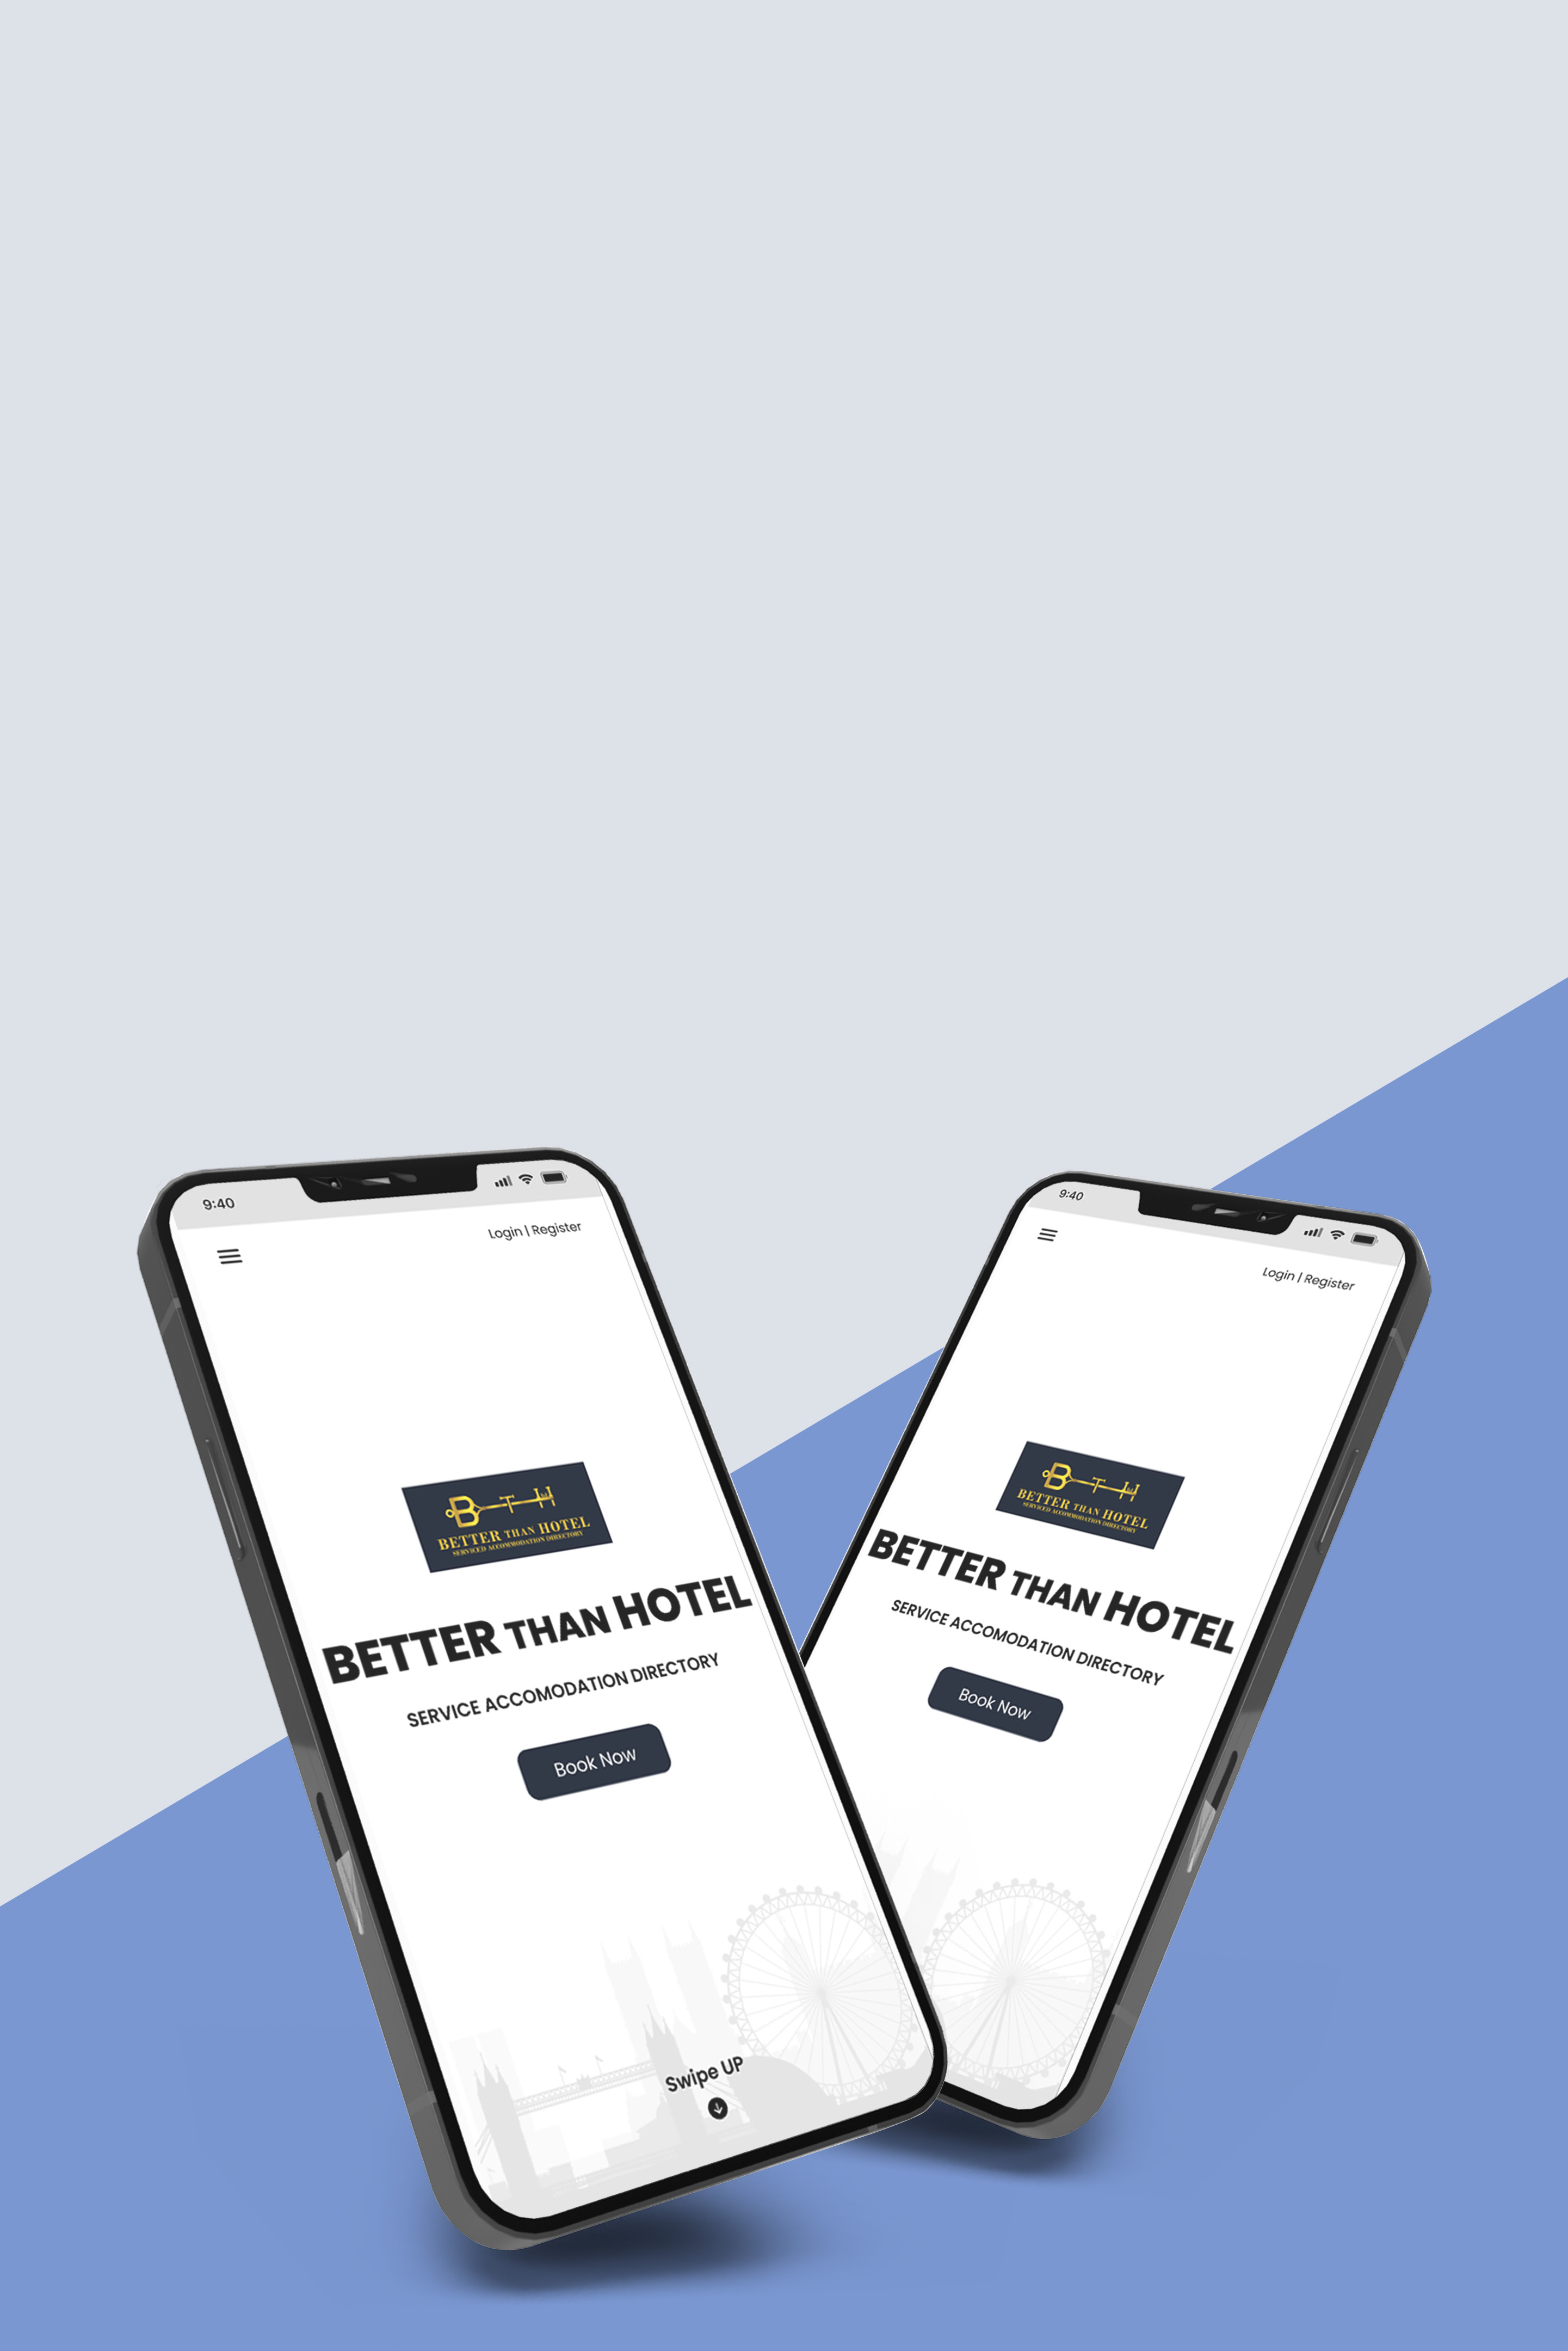 9:40
Login | Register
B T H
BETTER THAN HOTEL
SERVICED ACCOMMODATION DIRECTORY
BETTER THAN HOTEL
SERVICE ACCOMODATION DIRECTORY
Book Now
Swipe UP
9:40
Login | Register
B T H
BETTER THAN HOTEL
SERVICED ACCOMMODATION DIRECTORY
BETTER THAN HOTEL
SERVICE ACCOMODATION DIRECTORY
Book Now